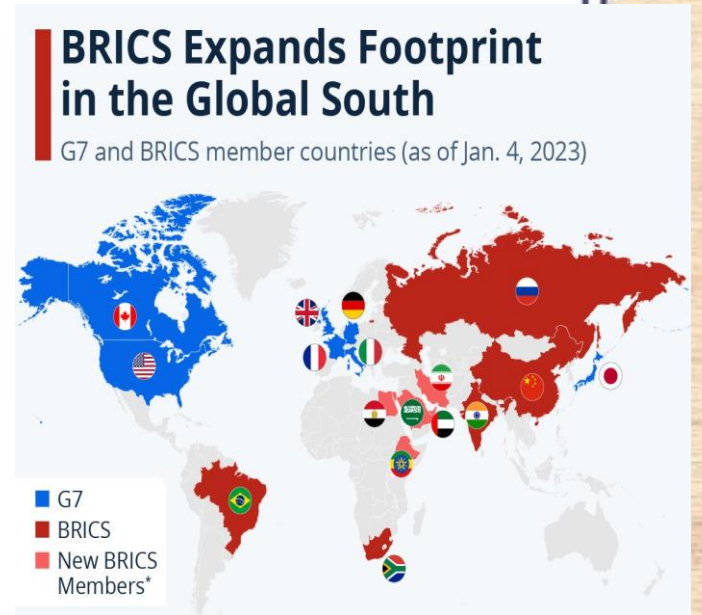 BRICS Expands Footprint
in the Global South
G7 and BRICS member countries (as of Jan. 4, 2023)
G7
BRICS
New BRICS
Members*